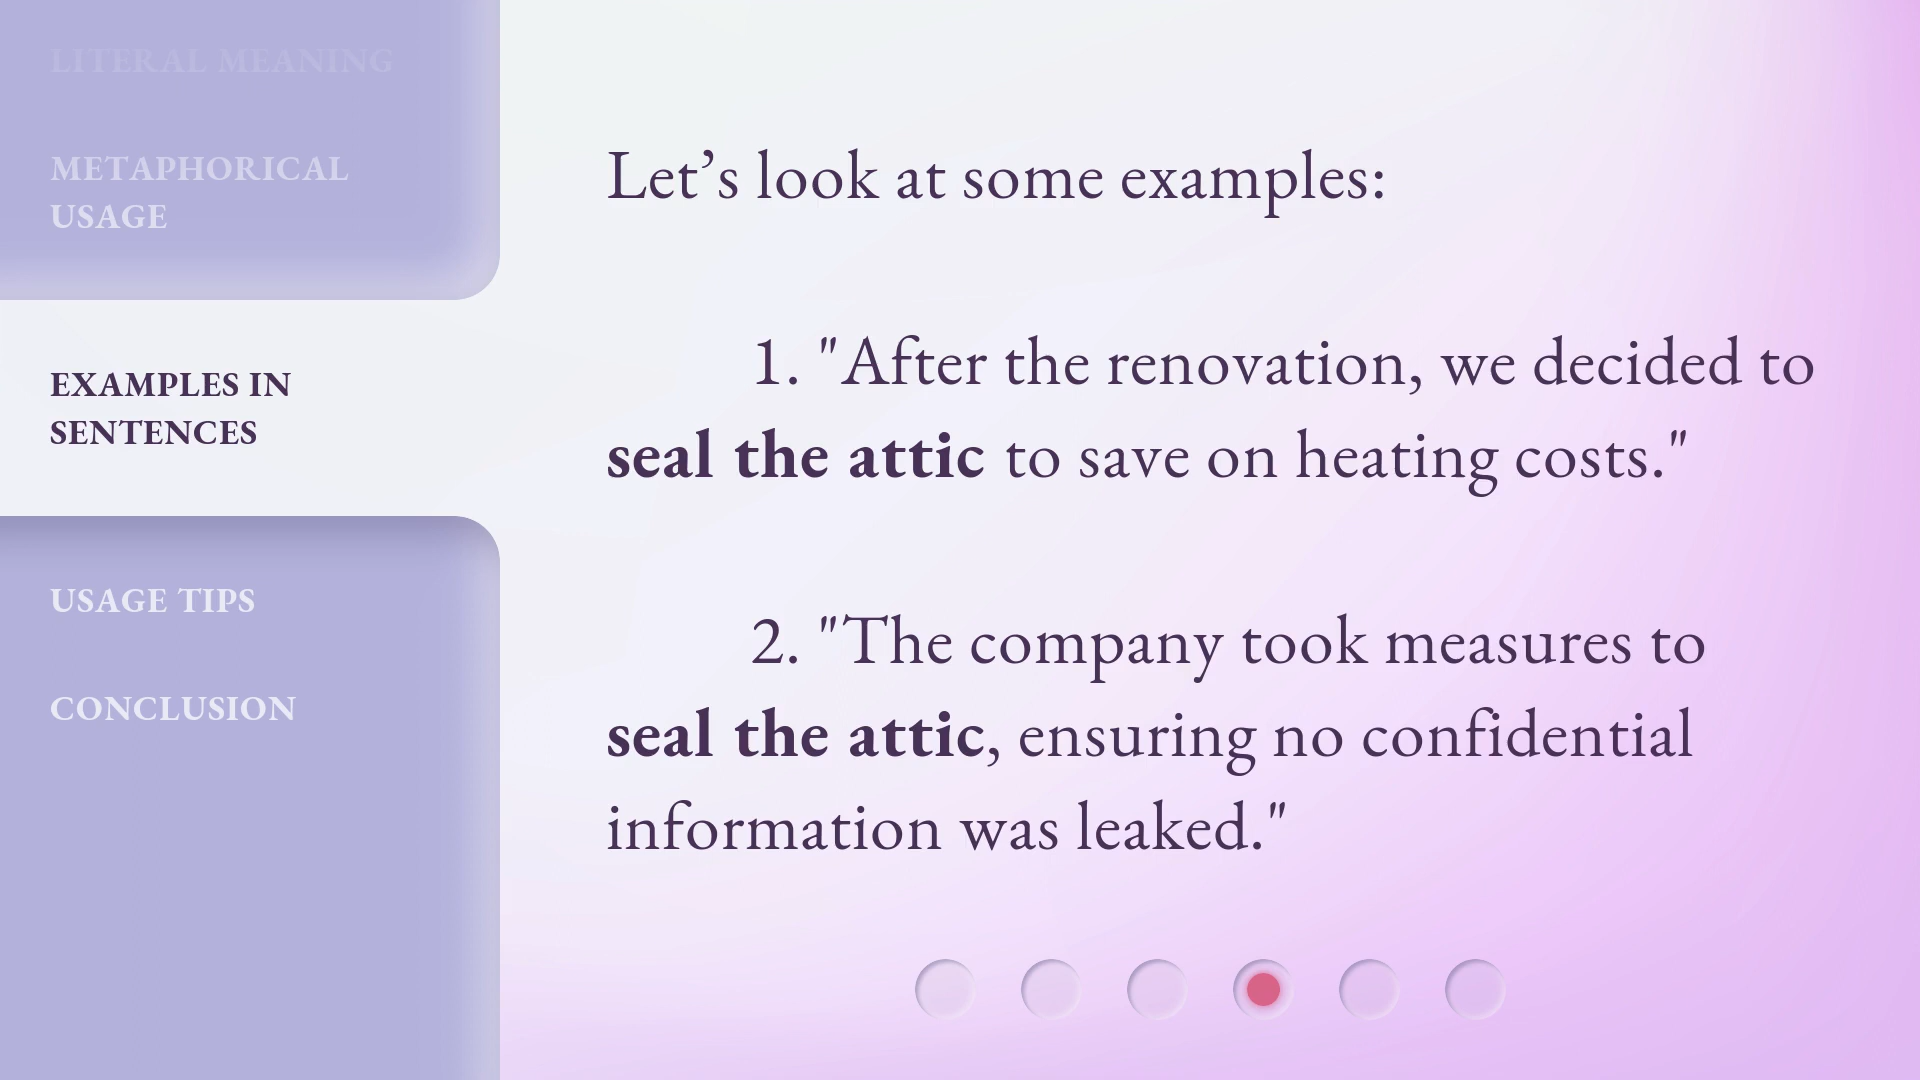 LITERAL MEANING
METAPHORICAL
USAGE
EXAMPLES IN
SENTENCES
USAGE TIPS
CONCLUSION
Let’s look at some examples:
1. "After the renovation, we decided to
seal the attic to save on heating costs."
2. "The company took measures to
seal the attic, ensuring no confidential
information was leaked."